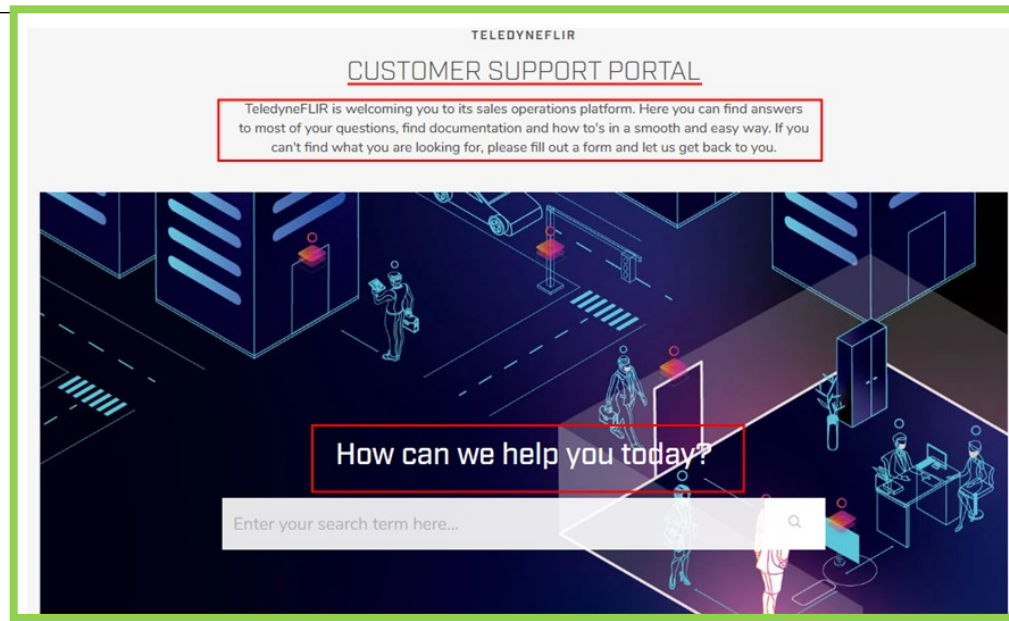 TELEDYNEFLIR
CUSTOMER SUPPORT PORTAL
TeledyneFLIR is welcoming you to its sales operations platform. Here you can find answers
to most of your questions, find documentation and how to's in a smooth and easy way. If you
can't find what you are looking for, please fill out a form and let us get back to you.
How can we help you today?
Enter your search term here...